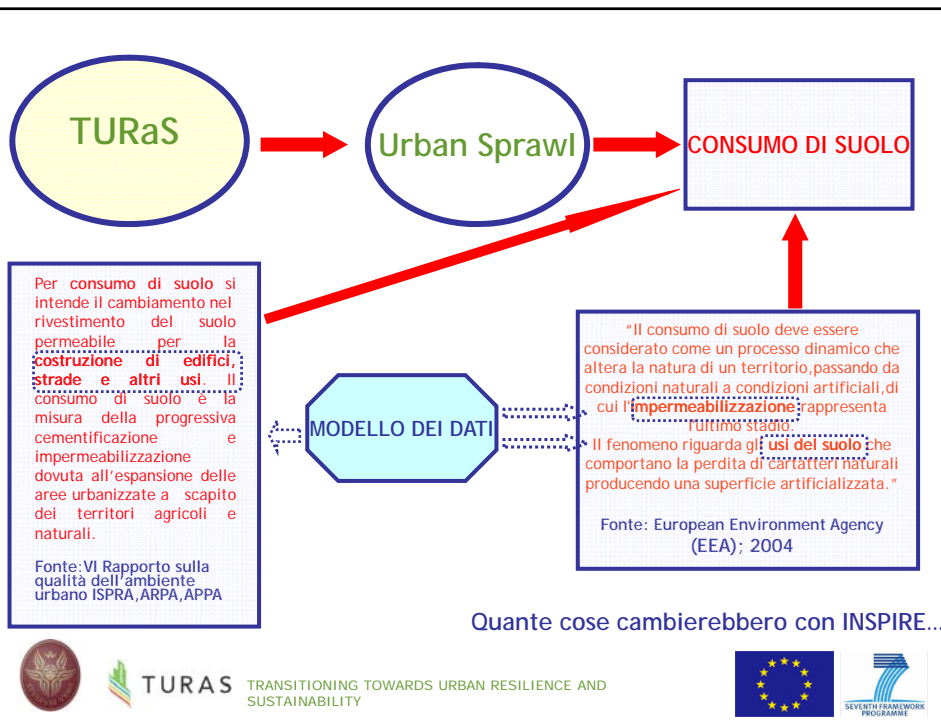 TURaS
Urban Sprawl
CONSUMO DI SUOLO
Per consumo di suolo si
intende il cambiamento nel
rivestimento del suolo
permeabile per la
costruzione di edifici,
strade e altri usi. Il
consumo di suolo è la
misura della progressiva
cementificazione e
impermeabilizzazione
dovuta all'espansione delle
aree urbanizzate a scapito
dei territori agricoli e
naturali.
Fonte:VI Rapporto sulla
qualità dell'ambiente
urbano ISPRA,ARPA,APPA
MODELLO DEI DATI
"Il consumo di suolo deve essere
considerato come un processo dinamico che
altera la natura di un territorio,passando da
condizioni naturali a condizioni artificiali,di
cui l'impermeabilizzazione rappresenta
l'ultimo stadio.
Il fenomeno riguarda gli usi del suolo che
comportano la perdita di cartatteri naturali
producendo una superficie artificializzata."
Fonte: European Environment Agency
(EEA); 2004
Quante cose cambierebbero con INSPIRE...
TURAS TRANSITIONING TOWARDS URBAN RESILIENCE AND
SUSTAINABILITY
SEVENTH FRAMEWORK
PROGRAMME